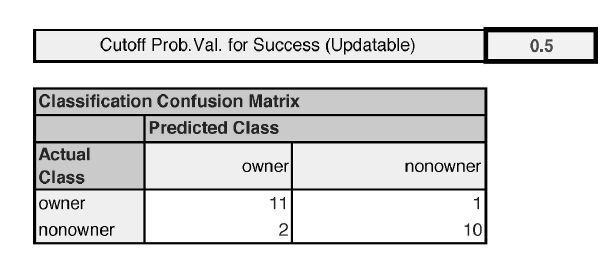 Cutoff Prob.Val. for Success (Updatable) 0.5
Classification Confusion Matrix
Predicted Class
Actual
Class owner nonowner
owner 11 1
nonowner 2 10